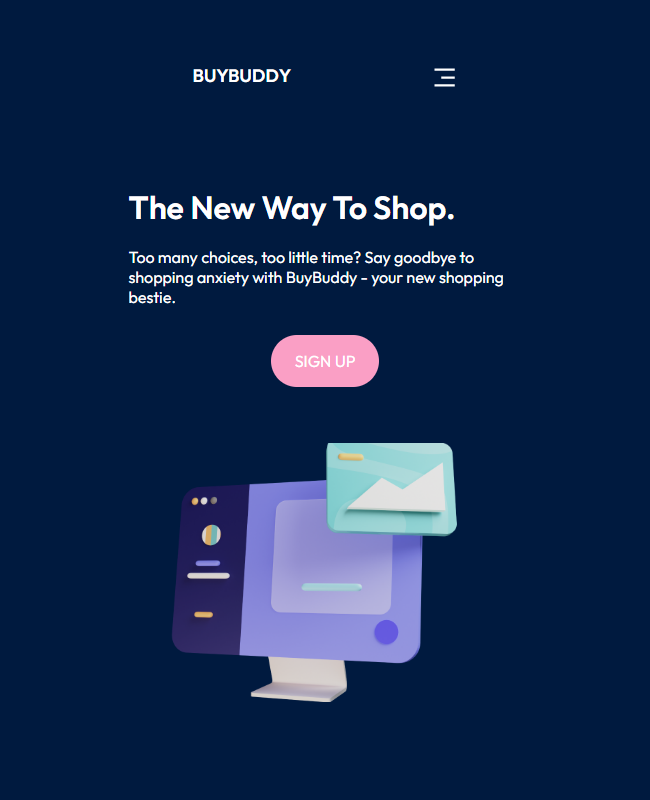 BUYBUDDY
The New Way To Shop.
Too many choices, too little time? Say goodbye to
shopping anxiety with BuyBuddy - your new shopping
bestie.
SIGN UP